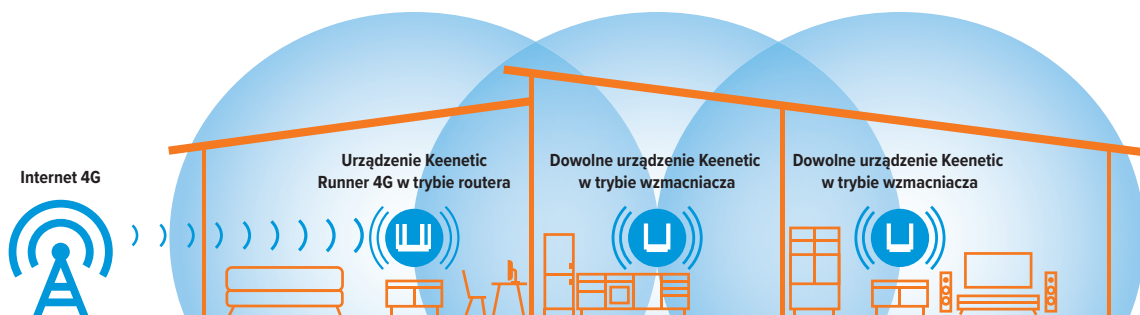 Internet 4G
Urządzenie Keenetic
Runner 4G w trybie routera
Dowolne urządzenie Keenetic
w trybie wzmacniacza
Dowolne urządzenie Keenetic
w trybie wzmacniacza